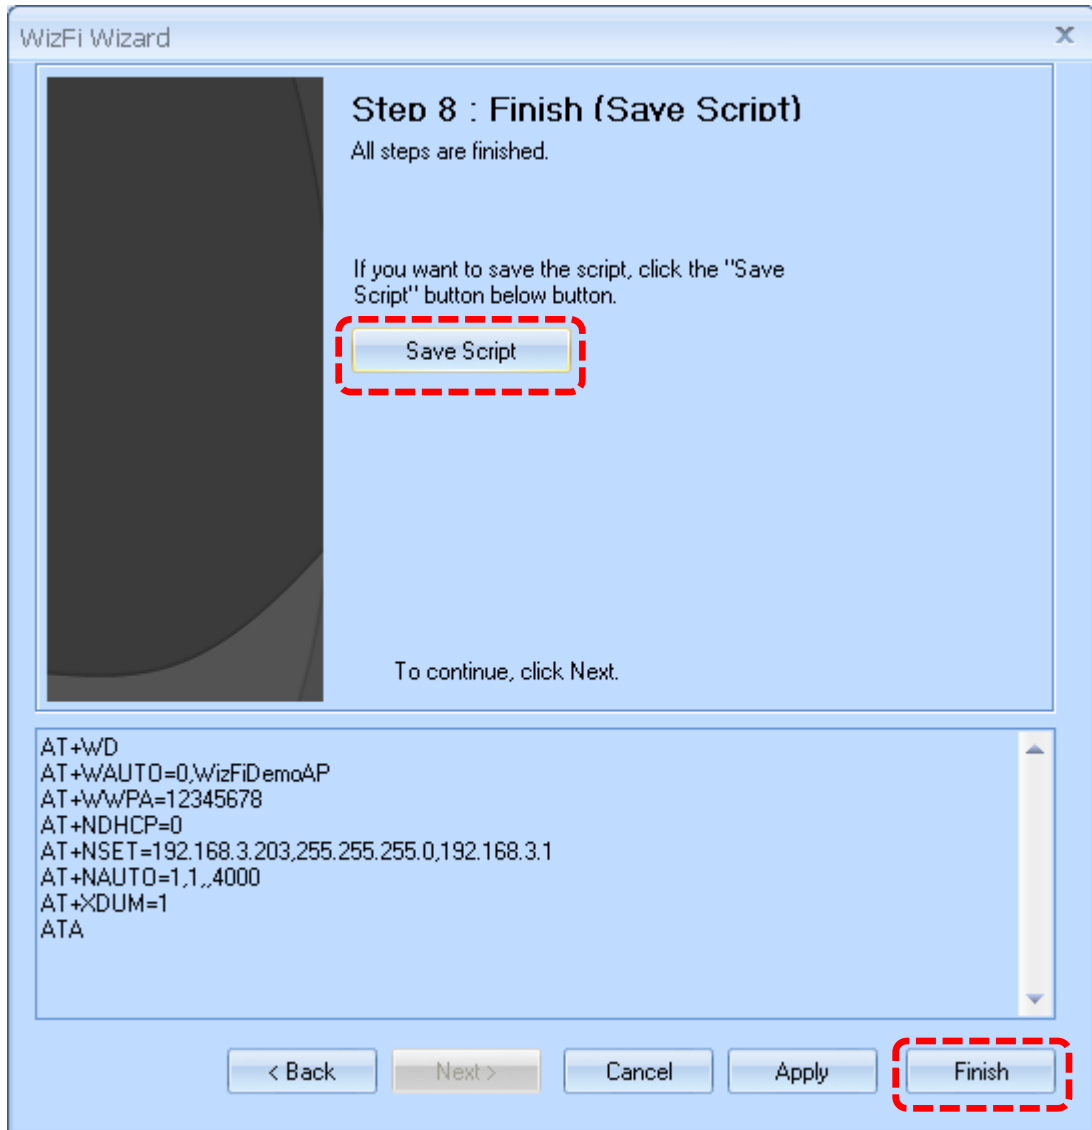 WizFi Wizard
x
Step 8 : Finish (Save Script)
All steps are finished.
If you want to save the script, click the "Save
Script" button below button.
Save Script
To continue, click Next.
AT+WD
AT+WAUTO=0,WizFiDemoAP
AT+WWPA=12345678
AT+NDHCP=0
AT+NSET=192.168.3.203,255.255.255.0,192.168.3.1
AT+NAUTO=1,1,,4000
AT+XDUM=1
ATA
< Back
Next >
Cancel
Apply
Finish